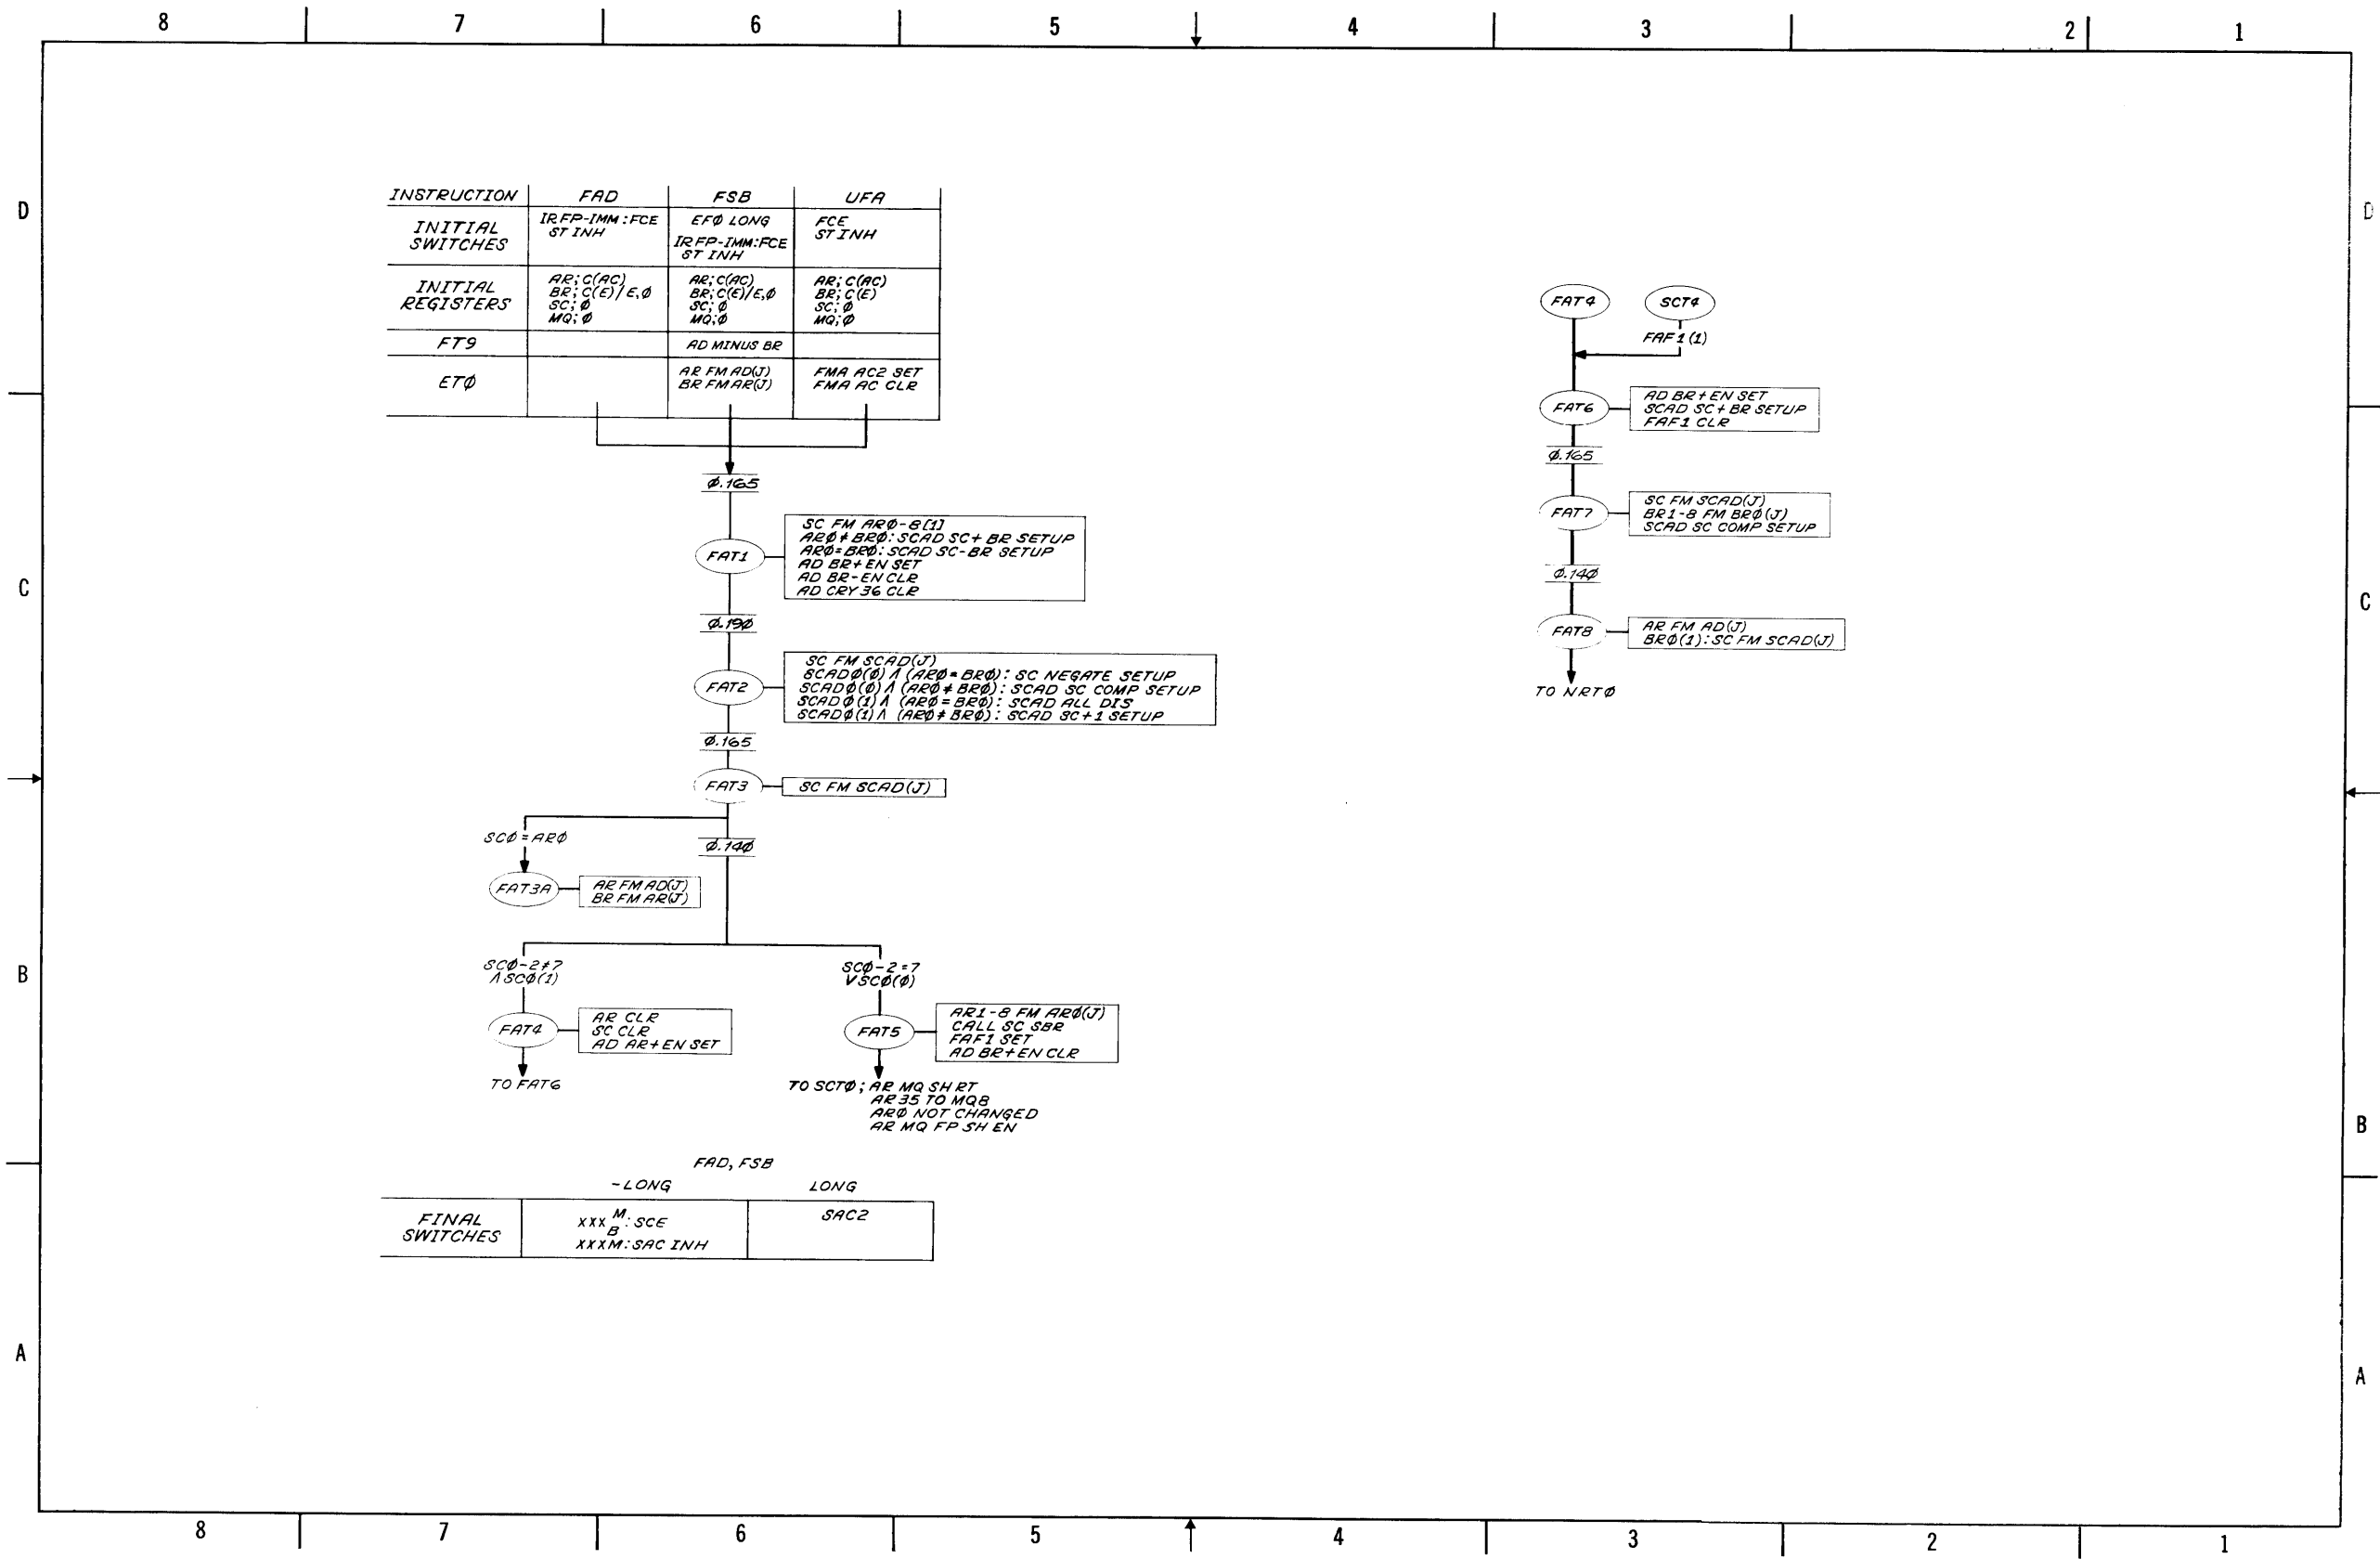 8 7 6 5 4 3 2 1
D
D
INSTRUCTION FAD FSB UFA
INITIAL SWITCHES
IR FP-IMM:FCE
ST INH
EFØ LONG
IR FP-IMM:FCE
ST INH
FCE
ST INH
INITIAL REGISTERS
AR; C(AC)
BR; C(E)/E,Ø
SC; Ø
MQ; Ø
AR; C(AC)
BR; C(E)/E,Ø
SC; Ø
MQ; Ø
AR; C(AC)
BR; C(E)
SC; Ø
MQ; Ø
FT9 AD MINUS BR
ETØ
AR FM AD(J)
BR FM AR(J)
FMA AC2 SET
FMA AC CLR
Ø.165
FAT1
SC FM ARØ-8[1]
ARØ≠BRØ: SCAD SC+BR SETUP
ARØ=BRØ: SCAD SC-BR SETUP
AD BR+EN SET
AD BR-EN CLR
AD CRY 36 CLR
Ø.19Ø
FAT2
SC FM SCAD(J)
SCADØ(Ø) Λ (ARØ=BRØ): SC NEGATE SETUP
SCADØ(Ø) Λ (ARØ≠BRØ): SCAD SC COMP SETUP
SCADØ(1) Λ (ARØ=BRØ): SCAD ALL DIS
SCADØ(1) Λ (ARØ≠BRØ): SCAD SC+1 SETUP
Ø.165
FAT3
SC FM SCAD(J)
SCØ=ARØ
Ø.14Ø
FAT3A
AR FM AD(J)
BR FM AR(J)
SCØ-2≠7
ΛSCØ(1)
SCØ-2=7
VSCØ(Ø)
FAT4
AR CLR
SC CLR
AD AR+EN SET
FAT5
AR1-8 FM ARØ(J)
CALL SC SBR
FAF1 SET
AD BR+EN CLR
TO FAT6
TO SCTØ; AR MQ SH RT
AR 35 TO MQ8
ARØ NOT CHANGED
AR MQ FP SH EN
FAD, FSB
-LONG LONG
FINAL SWITCHES
XXX M B: SCE
XXXM: SAC INH
SAC2
FAT4 SCT4
FAF1(1)
FAT6
AD BR+EN SET
SCAD SC+BR SETUP
FAF1 CLR
Ø.165
FAT7
SC FM SCAD(J)
BR1-8 FM BRØ(J)
SCAD SC COMP SETUP
Ø.14Ø
FAT8
AR FM AD(J)
BRØ(1): SC FM SCAD(J)
TO NRTØ
C
C
B
B
A
A
8 7 6 5 4 3 2 1